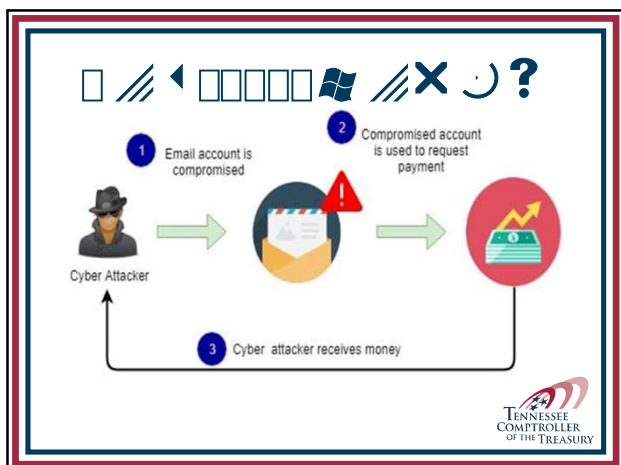 ?
1
Email account is
compromised
2
Compromised account
is used to request
payment
Cyber Attacker
3
Cyber attacker receives money
TENNESSEE
COMPTROLLER
OF THE TREASURY